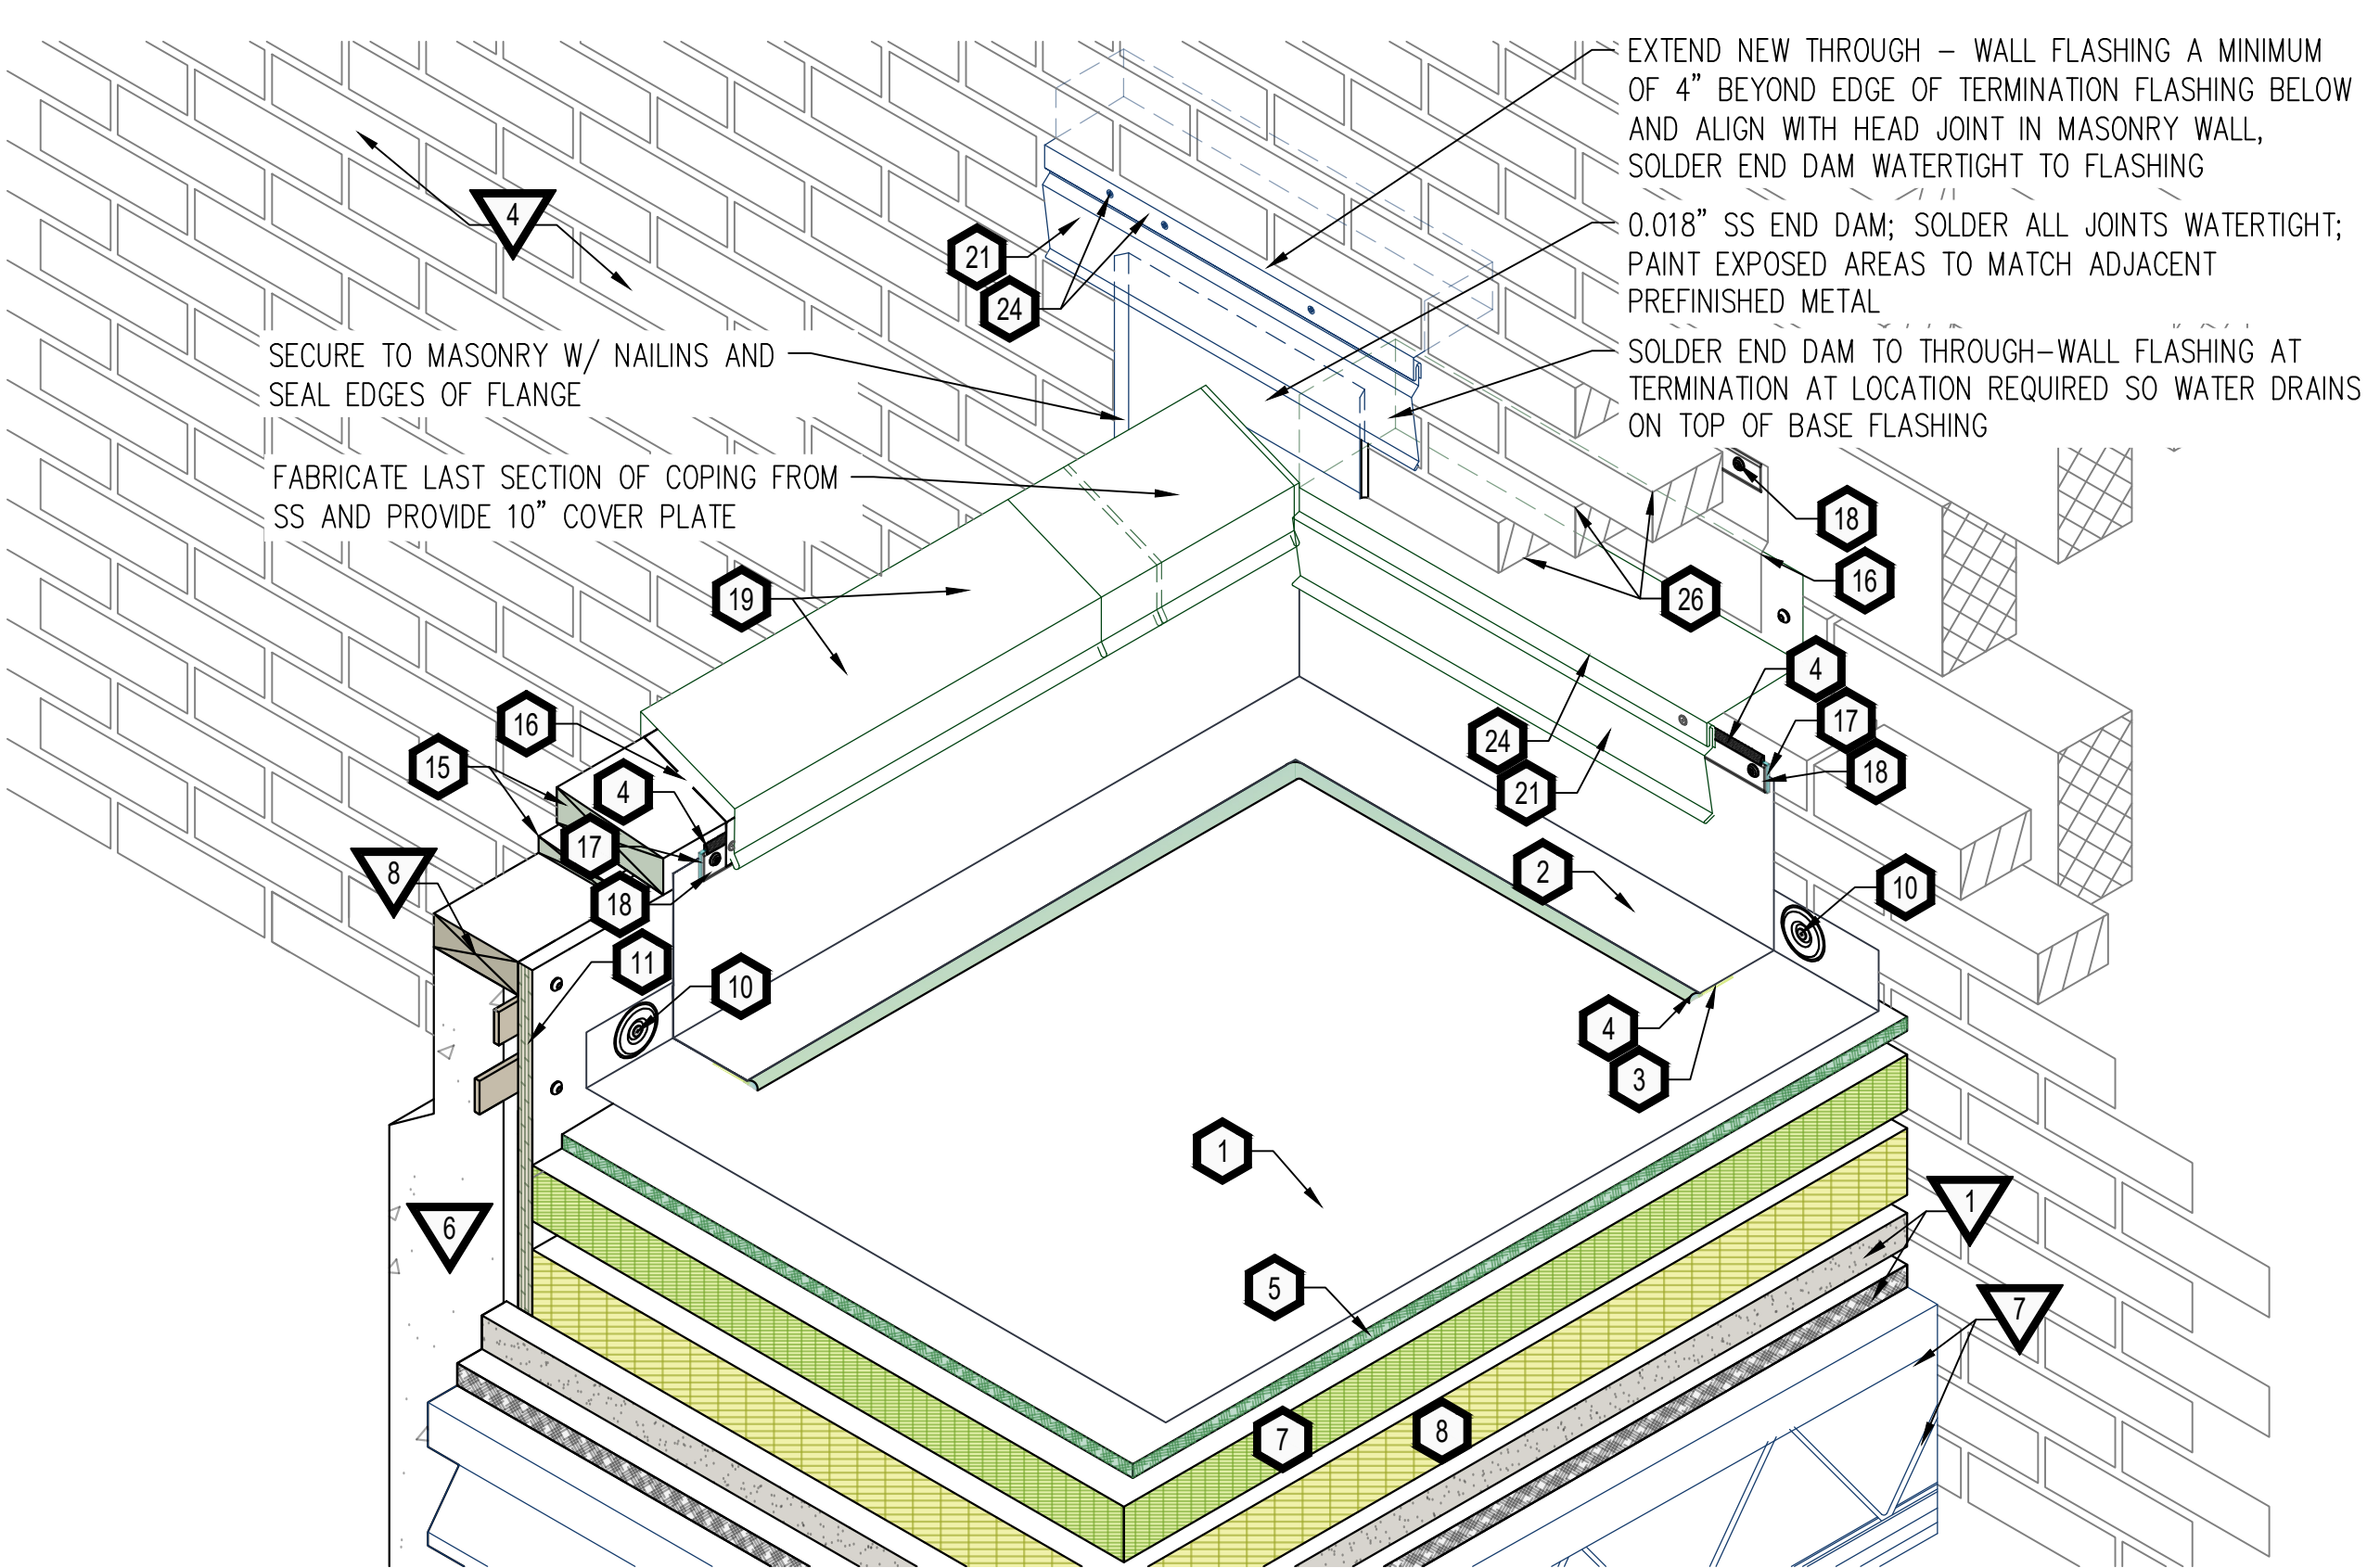 EXTEND NEW THROUGH – WALL FLASHING A MINIMUM
OF 4" BEYOND EDGE OF TERMINATION FLASHING BELOW
AND ALIGN WITH HEAD JOINT IN MASONRY WALL,
SOLDER END DAM WATERTIGHT TO FLASHING
0.018" SS END DAM; SOLDER ALL JOINTS WATERTIGHT;
PAINT EXPOSED AREAS TO MATCH ADJACENT
PREFINISHED METAL
SOLDER END DAM TO THROUGH–WALL FLASHING AT
TERMINATION AT LOCATION REQUIRED SO WATER DRAINS
ON TOP OF BASE FLASHING
4
21
24
SECURE TO MASONRY W/ NAILINS AND
SEAL EDGES OF FLANGE
FABRICATE LAST SECTION OF COPING FROM
SS AND PROVIDE 10" COVER PLATE
18
16
26
19
4
17
18
24
21
16
15
4
17
18
8
11
10
2
10
4
3
1
5
6
1
7
7
8